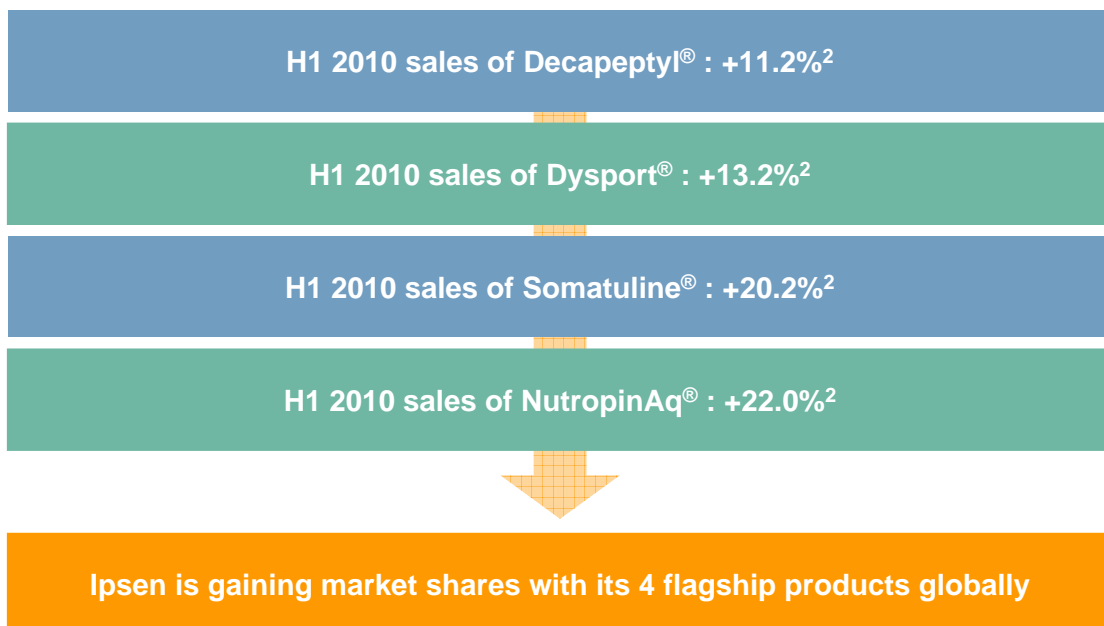 H1 2010 sales of Decapeptyl® : +11.2%²
H1 2010 sales of Dysport® : +13.2%²
H1 2010 sales of Somatuline® : +20.2%²
H1 2010 sales of NutropinAq® : +22.0%²
Ipsen is gaining market shares with its 4 flagship products globally